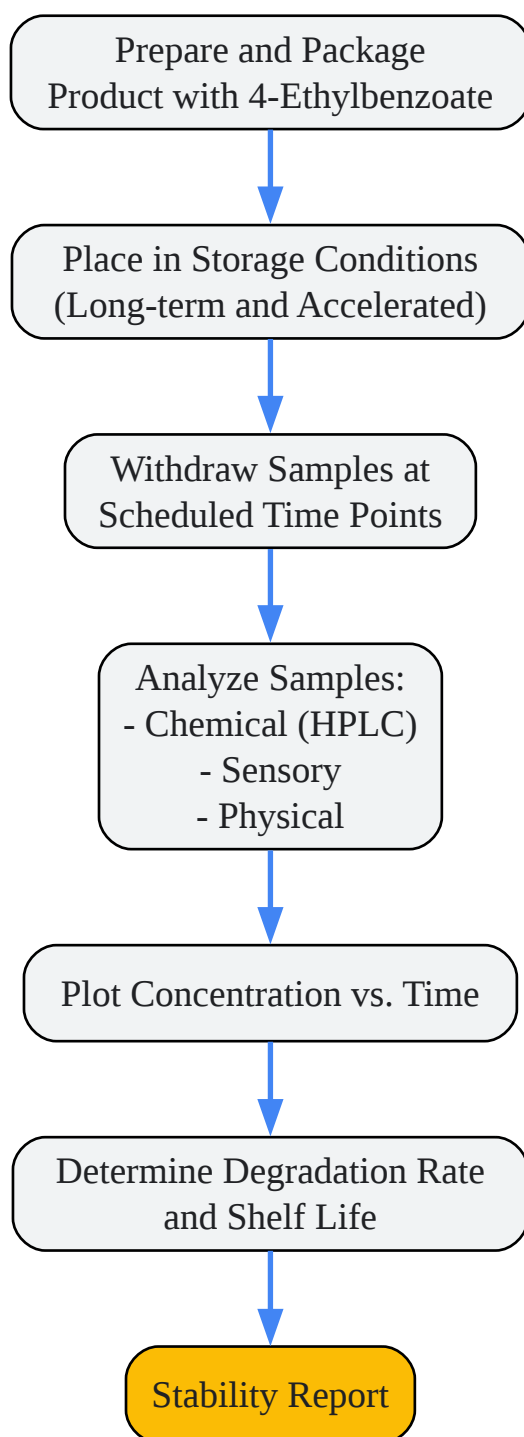 Prepare and Package
Product with 4-Ethylbenzoate
Place in Storage Conditions
(Long-term and Accelerated)
Withdraw Samples at
Scheduled Time Points
Analyze Samples:
- Chemical (HPLC)
- Sensory
- Physical
Plot Concentration vs. Time
Determine Degradation Rate
and Shelf Life
Stability Report